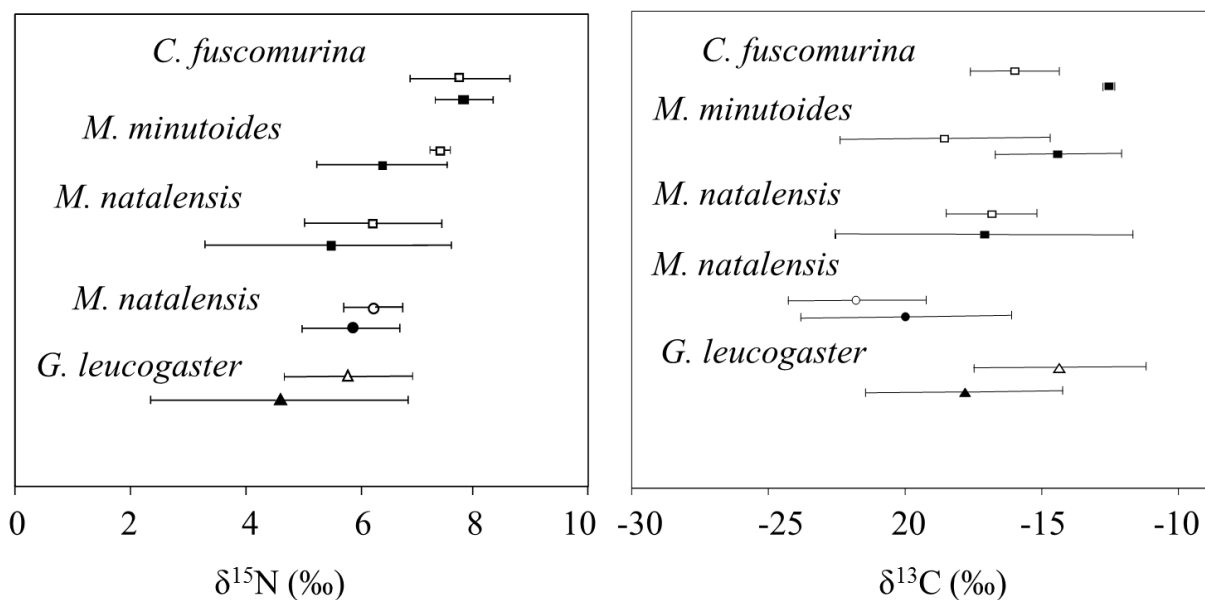 C. fuscomurina
M. minutoides
M. natalensis
M. natalensis
G. leucogaster
0 2 4 6 8 10
δ¹⁵N (‰)
C. fuscomurina
M. minutoides
M. natalensis
M. natalensis
G. leucogaster
-30 -25 -20 -15 -10
δ¹³C (‰)